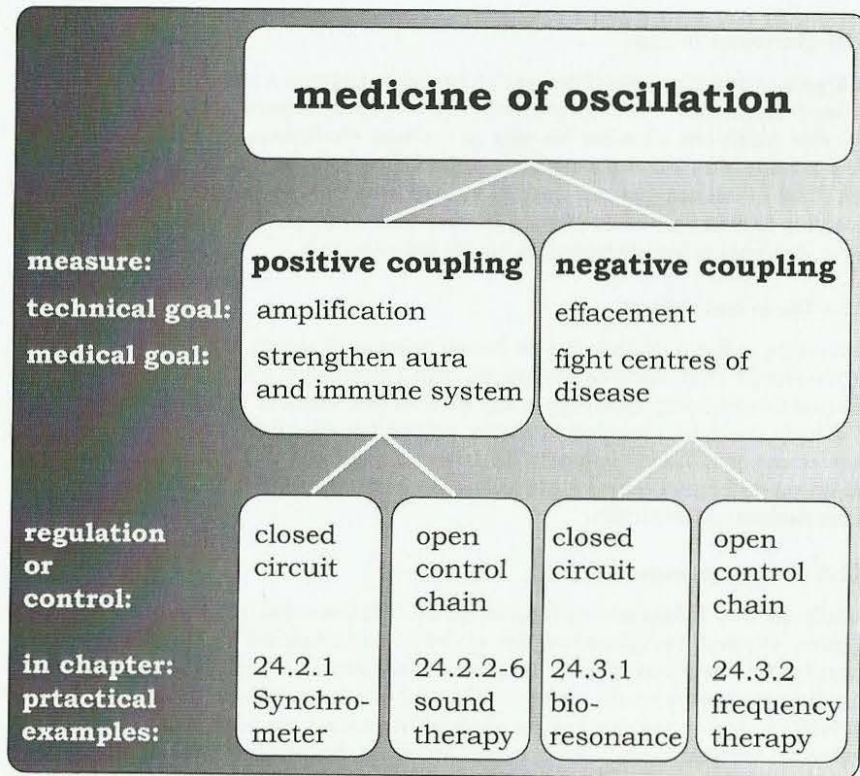 medicine of oscillation
measure: positive coupling negative coupling
technical goal: amplification effacement
medical goal: strengthen aura fight centres of
and immune system disease
regulation closed open closed open
or circuit control circuit control
control: chain chain
in chapter: 24.2.1 24.2.2-6 24.3.1 24.3.2
prtactical Synchro- sound bio- frequency
examples: meter therapy resonance therapy